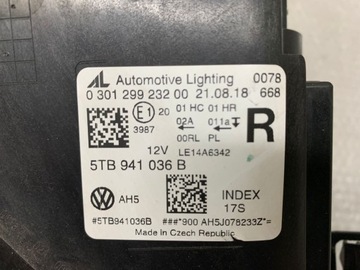 AL Automotive Lighting 0078
0 301 299 232 00 21.08.18 668
E1 20 01 HC 01 HR
02A 011a
3987 00RL PL R
12V LE14A6342
5TB 941 036 B
VW AH5 INDEX
17S
#5TB941036B ###*900 AH5J078233Z*=
Made in Czech Republic